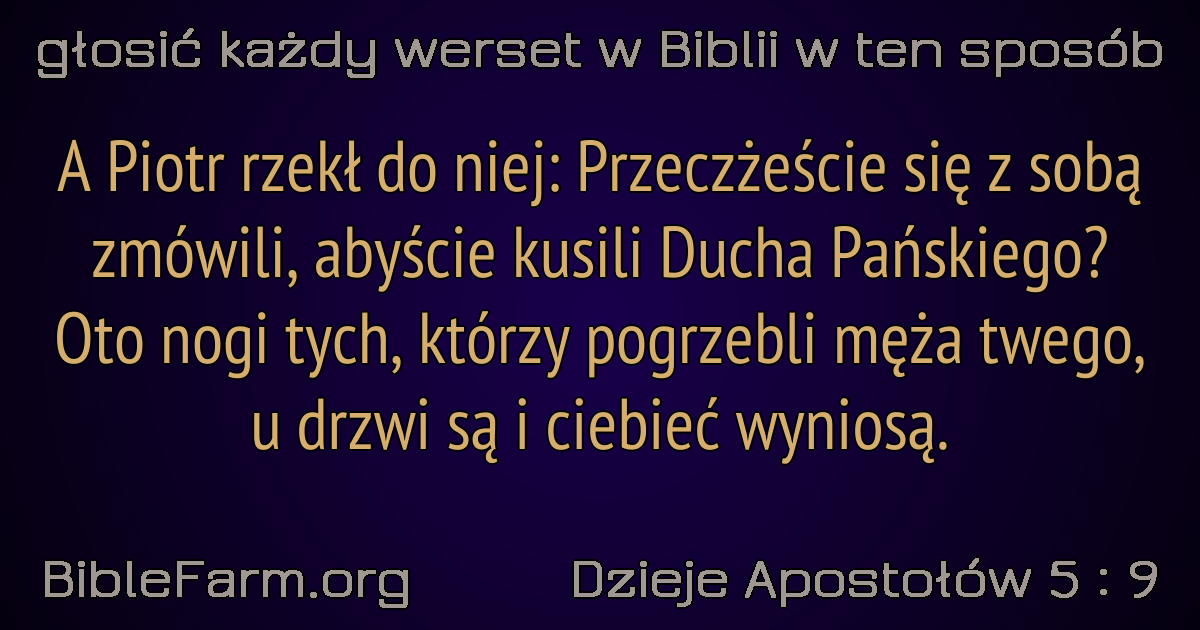 głosić każdy werset w Biblii w ten sposób
A Piotr rzekł do niej: Przeczżeście się z sobą
zmówili, abyście kusili Ducha Pańskiego?
Oto nogi tych, którzy pogrzebli męża twego,
u drzwi są i ciebieć wyniosą.
BibleFarm.org
Dzieje Apostołów 5 : 9